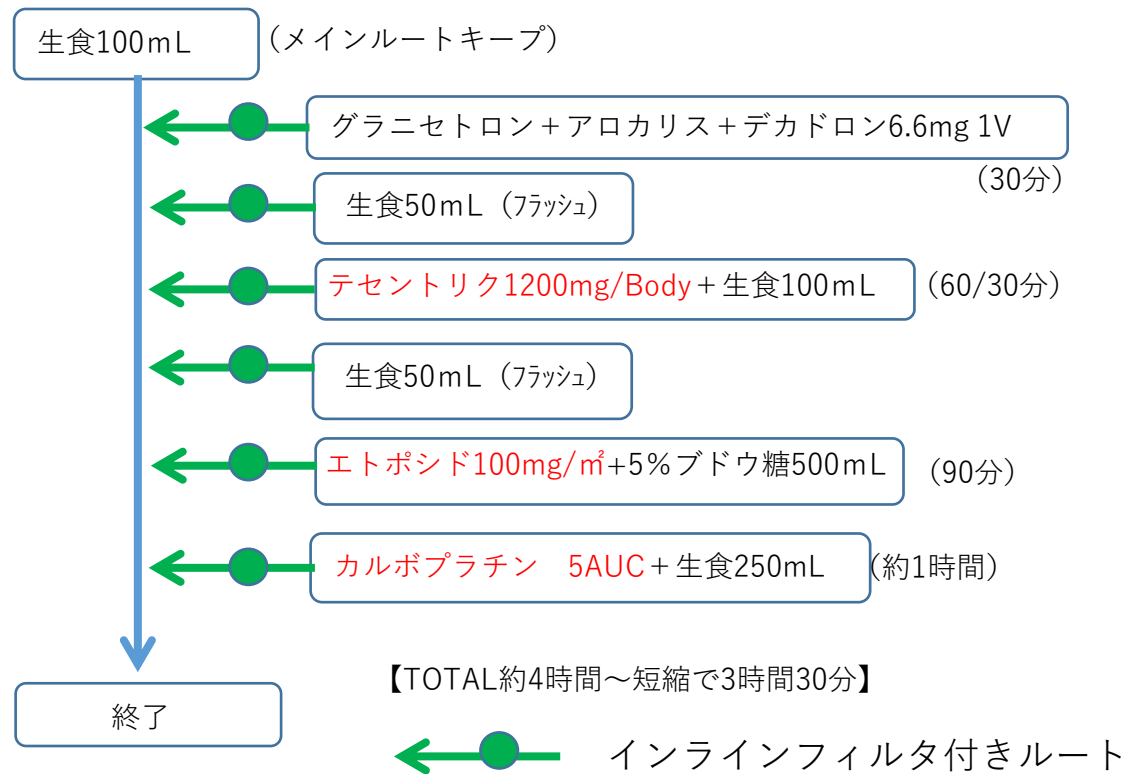 生食100mL (メインルートキープ)
グラニセトロン＋アロカリス＋デカドロン6.6mg 1V
(30分)
生食50mL (ﾌﾗｯｼｭ)
テセントリク1200mg/Body＋生食100mL (60/30分)
生食50mL (ﾌﾗｯｼｭ)
エトポシド100mg/㎡+5%ブドウ糖500mL (90分)
カルボプラチン　5AUC＋生食250mL (約1時間)
【TOTAL約4時間～短縮で3時間30分】
終了
インラインフィルタ付きルート